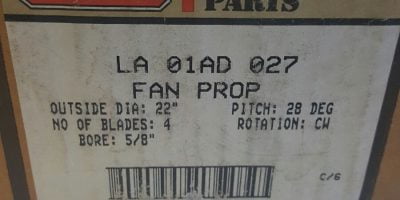 PARTS
LA 01AD 027
FAN PROP
OUTSIDE DIA: 22" PITCH: 28 DEG
NO OF BLADES: 4 ROTATION: CW
BORE: 5/8"
C/G